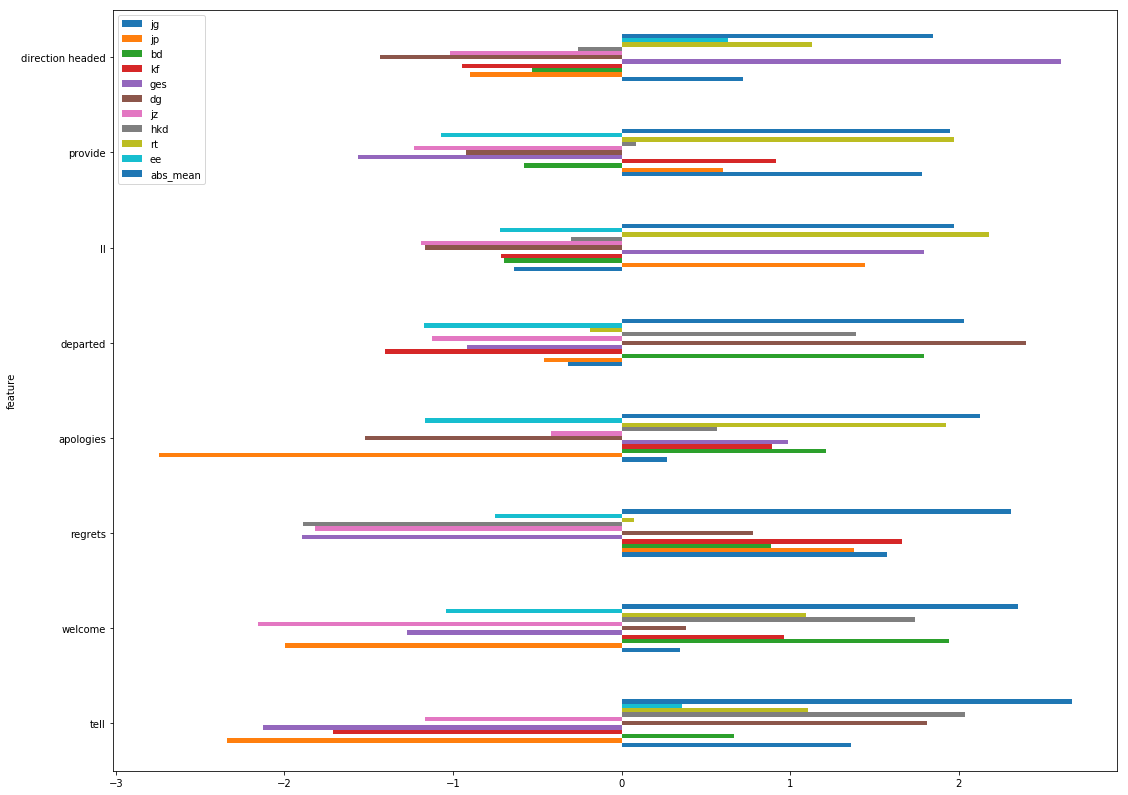 jg
jp
bd
kf
ges
dg
jz
hkd
rt
ee
abs_mean
direction headed
provide
ll
departed
apologies
regrets
welcome
tell
feature
−3
−2
−1
0
1
2